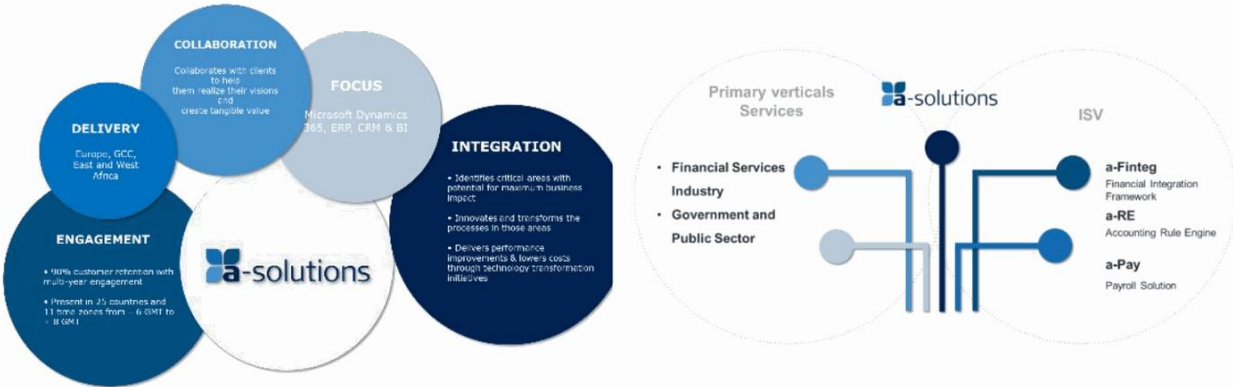 COLLABORATION
Collaborates with clients
to help
them realize their visions
and
create tangible value
FOCUS
Microsoft Dynamics
365, ERP, CRM & BI
DELIVERY
Europe, GCC,
East and West
Africa
INTEGRATION
• Identifies critical areas with
potential for maximum business
impact
• Innovates and transforms the
processes in those areas
• Delivers performance
improvements & lowers costs
through technology transformation
initiatives
ENGAGEMENT
• 90% customer retention with
multi-year engagement
• Present in 25 countries and
11 time zones from – 6 GMT to
+ 8 GMT
a-solutions
Primary verticals
Services
a-solutions
ISV
• Financial Services
Industry
• Government and
Public Sector
a-Finteg
Financial Integration
Framework
a-RE
Accounting Rule Engine
a-Pay
Payroll Solution